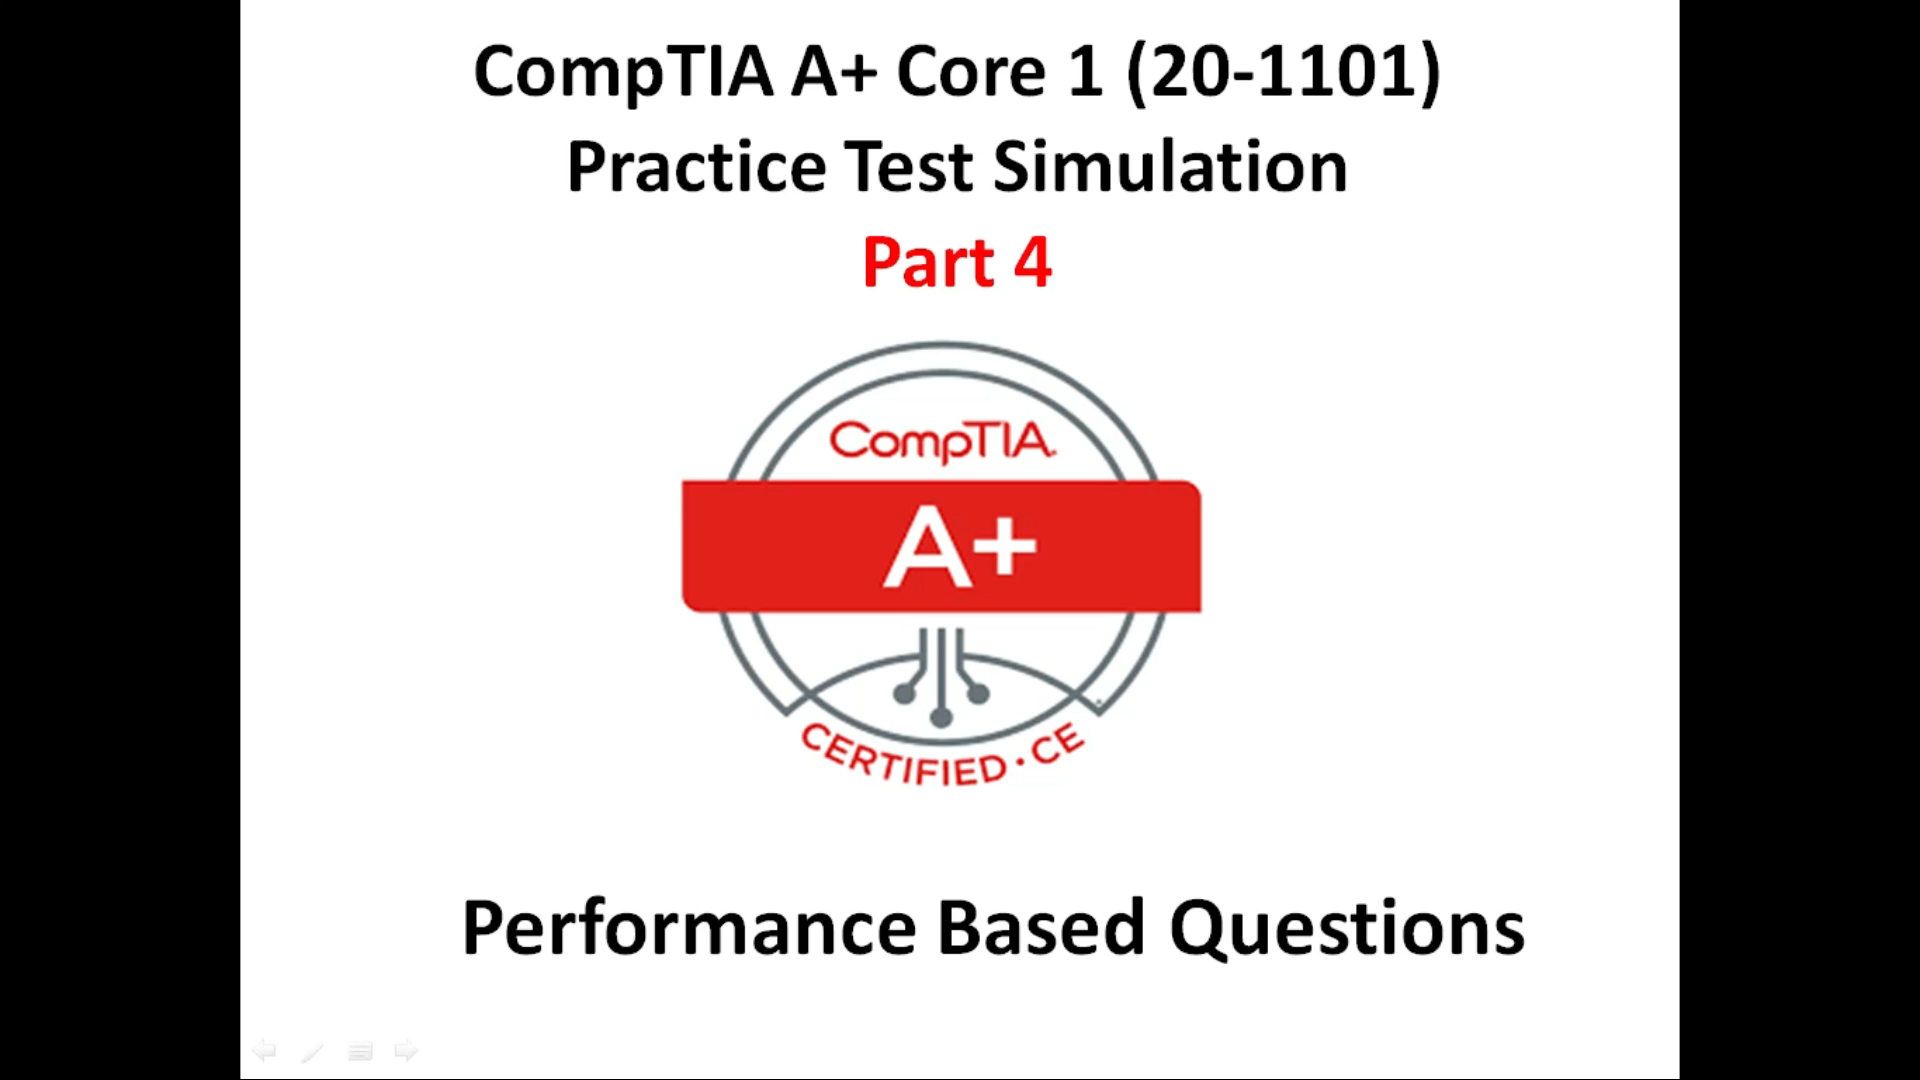 CompTIA A+ Core 1 (20-1101)
Practice Test Simulation
Part 4
CompTIA.
A+
CERTIFIED · CE
Performance Based Questions